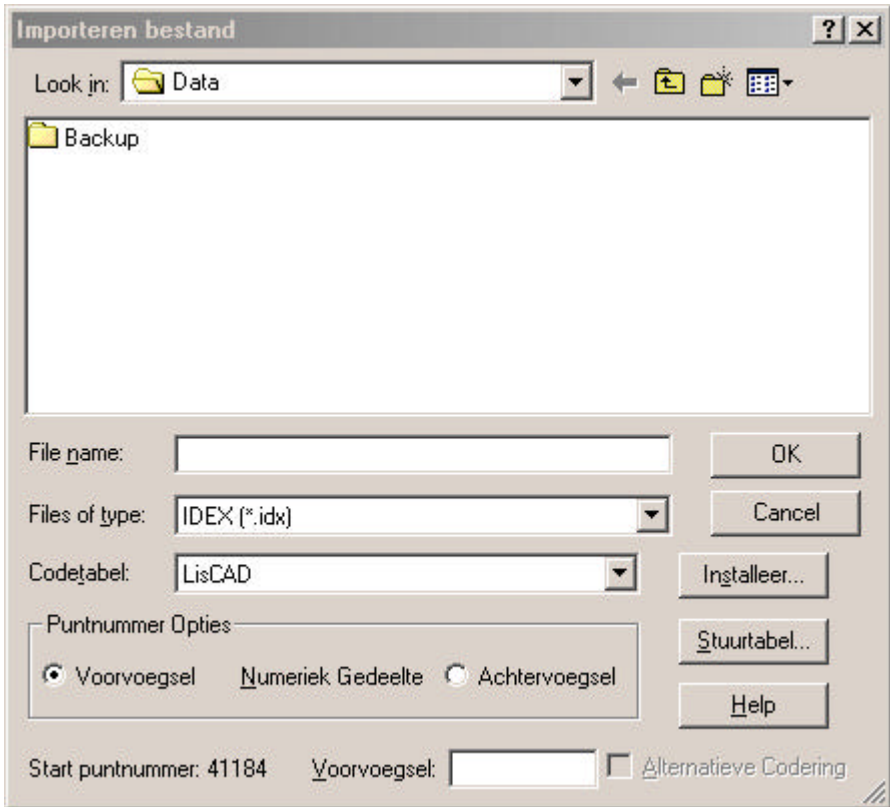 Importeren bestand
Look in: Data
Backup
File name: OK
Files of type: IDEX (*.idx) Cancel
Codetabel: LisCAD Installeer...
Puntnummer Opties
Stuurtabel...
Voorvoegsel Numeriek Gedeelte Achtervoegsel
Help
Start puntnummer: 41184 Voorvoegsel: Alternatieve Codering